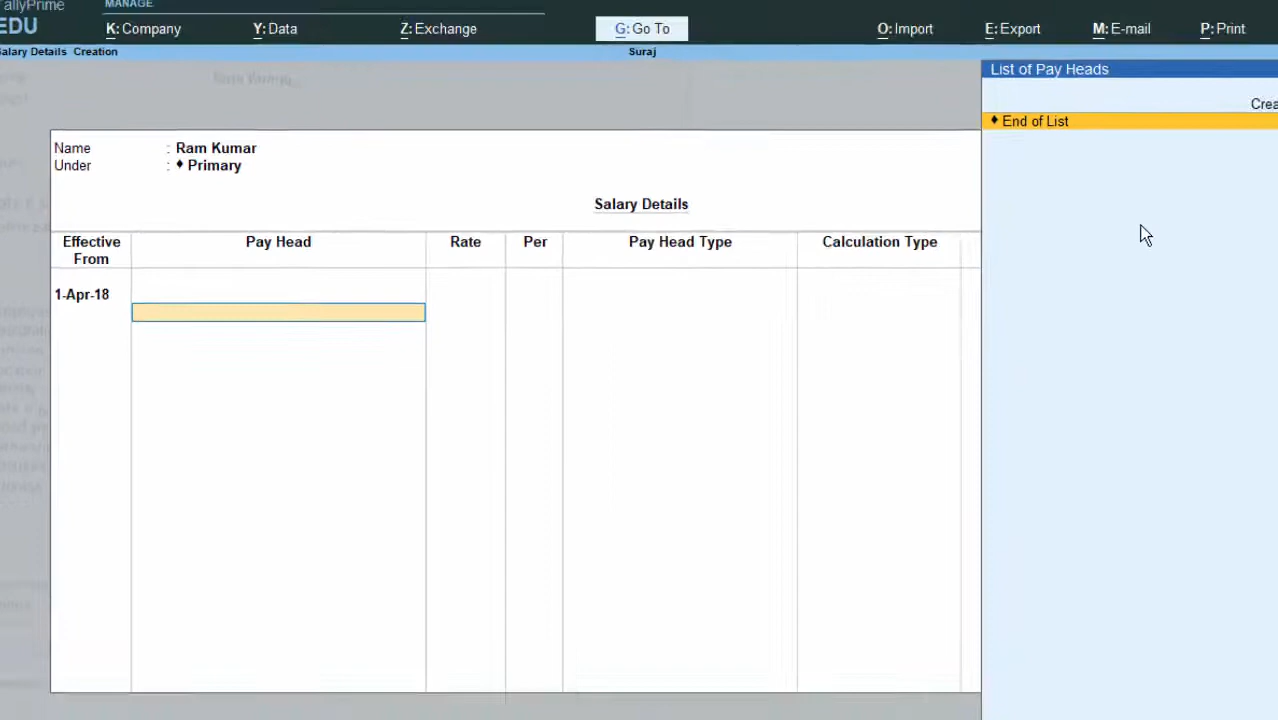 allyPrime
MANAGE
EDU
K:Company
Y:Data
Z:Exchange
G:Go To
O:Import
E:Export
M:E-mail
P:Print
Salary Details Creation
Suraj
List of Pay Heads
Crea
♦ End of List
Name : Ram Kumar
Under : ♦ Primary
Salary Details
Effective From
Pay Head
Rate
Per
Pay Head Type
Calculation Type
1-Apr-18